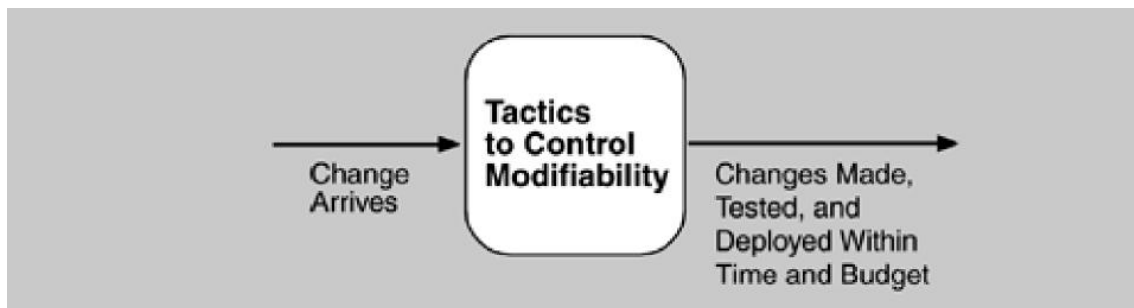 Change
Arrives
Tactics
to Control
Modifiability
Changes Made,
Tested, and
Deployed Within
Time and Budget